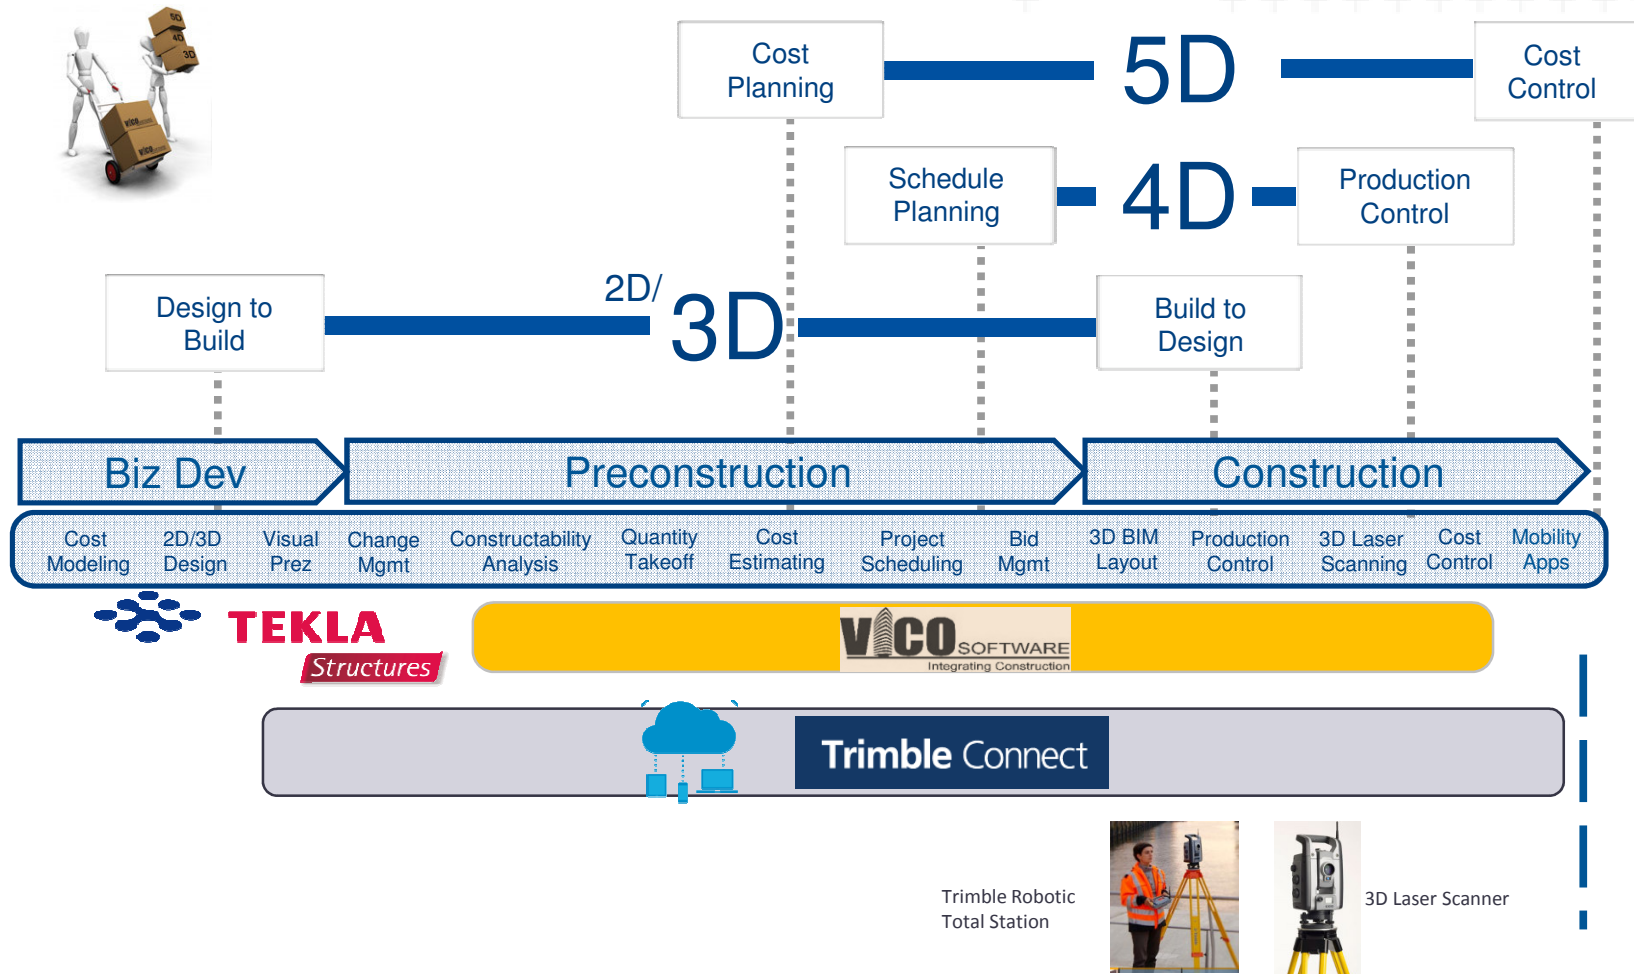 5D
4D
3D
vico
vico
Cost
Planning
5D
Cost
Control
Schedule
Planning
4D
Production
Control
Design to
Build
2D/
3D
Build to
Design
Biz Dev
Preconstruction
Construction
Cost
Modeling
2D/3D
Design
Visual
Prez
Change
Mgmt
Constructability
Analysis
Quantity
Takeoff
Cost
Estimating
Project
Scheduling
Bid
Mgmt
3D BIM
Layout
Production
Control
3D Laser
Scanning
Cost
Control
Mobility
Apps
TEKLA
Structures
VICO SOFTWARE
Integrating Construction
Trimble Connect
Trimble Robotic
Total Station
3D Laser Scanner